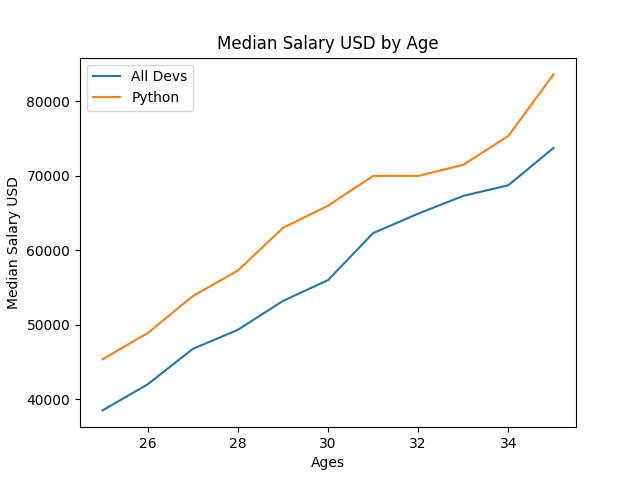 Median Salary USD by Age
All Devs
Python
Median Salary USD
80000
70000
60000
50000
40000
26 28 30 32 34
Ages